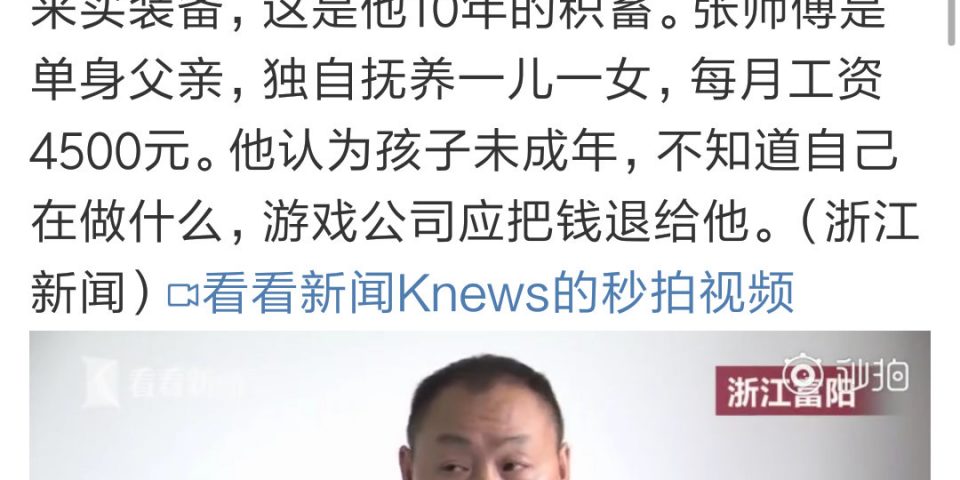 来买装备，这是他10年的积蓄。张师傅是
单身父亲，独自抚养一儿一女，每月工资
4500元。他认为孩子未成年，不知道自己
在做什么，游戏公司应把钱退给他。（浙江
新闻）看看新闻Knews的秒拍视频
看看新闻
浙江富阳
秒拍